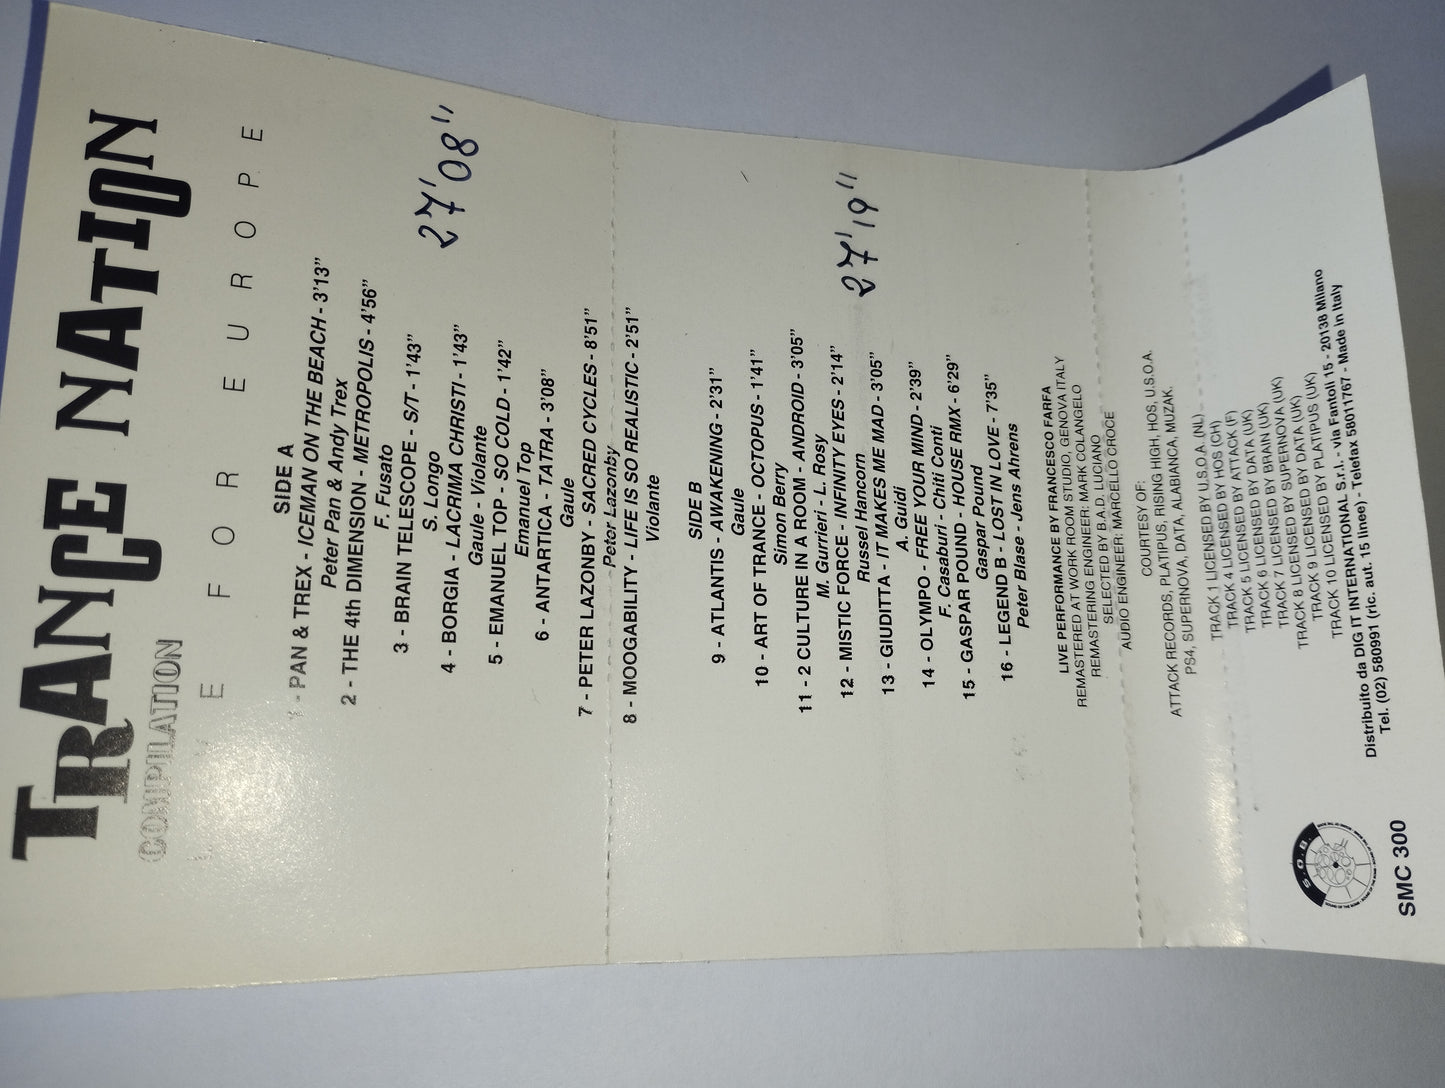 TRANCE NATION
COMPILATION
E FOR EUROPE
SIDE A
1 - PAN & TREX - ICEMAN ON THE BEACH - 3'13"
Peter Pan & Andy Trex
2 - THE 4th DIMENSION - METROPOLIS - 4'56"
F. Fusato
3 - BRAIN TELESCOPE - S/T - 1'43"
S. Longo
4 - BORGIA - LACRIMA CHRISTI - 1'43"
Gaule - Violante
5 - EMANUEL TOP - SO COLD - 1'42"
Emanuel Top
6 - ANTARTICA - TATRA - 3'08"
Gaule
7 - PETER LAZONBY - SACRED CYCLES - 8'51"
Peter Lazonby
8 - MOOGABILITY - LIFE IS SO REALISTIC - 2'51"
Violante
27' 08"
SIDE B
9 - ATLANTIS - AWAKENING - 2'31"
Gaule
10 - ART OF TRANCE - OCTOPUS - 1'41"
Simon Berry
11 - 2 CULTURE IN A ROOM - ANDROID - 3'05"
M. Gurrieri - L. Rosy
12 - MISTIC FORCE - INFINITY EYES - 2'14"
Russel Hancorn
13 - GIUDITTA - IT MAKES ME MAD - 3'05"
A. Guidi
14 - OLYMPO - FREE YOUR MIND - 2'39"
F. Casaburi - Chiti Conti
15 - GASPAR POUND - HOUSE RMX - 6'29"
Gaspar Pound
16 - LEGEND B - LOST IN LOVE - 7'35"
Peter Blase - Jens Ahrens
27' 19"
LIVE PERFORMANCE BY FRANCESCO FARFA
REMASTERED AT WORK ROOM STUDIO, GENOVA ITALY
REMASTERING ENGINEER: MARK COLANGELO
SELECTED BY B.A.D. LUCIANO
AUDIO ENGINEER: MARCELLO CROCE
COURTESY OF:
ATTACK RECORDS, PLATIPUS, RISING HIGH, HOS, U.S.O.A.
PS4, SUPERNOVA, DATA, ALABIANCA, MUZAK.
TRACK 1 LICENSED BY U.S.O.A. (NL)
TRACK 4 LICENSED BY HOS (CH)
TRACK 5 LICENSED BY ATTACK (F)
TRACK 6 LICENSED BY DATA (UK)
TRACK 7 LICENSED BY BRAIN (UK)
TRACK 8 LICENSED BY SUPERNOVA (UK)
TRACK 9 LICENSED BY DATA (UK)
TRACK 10 LICENSED BY PLATIPUS (UK)
Distribuito da DIG IT INTERNATIONAL S.r.l. - via Fantoli 15 - 20138 Milano
Tel. (02) 580991 (ric. aut. 15 linee) - Telefax 58011767 - Made in Italy
S.O.B.
SMC 300